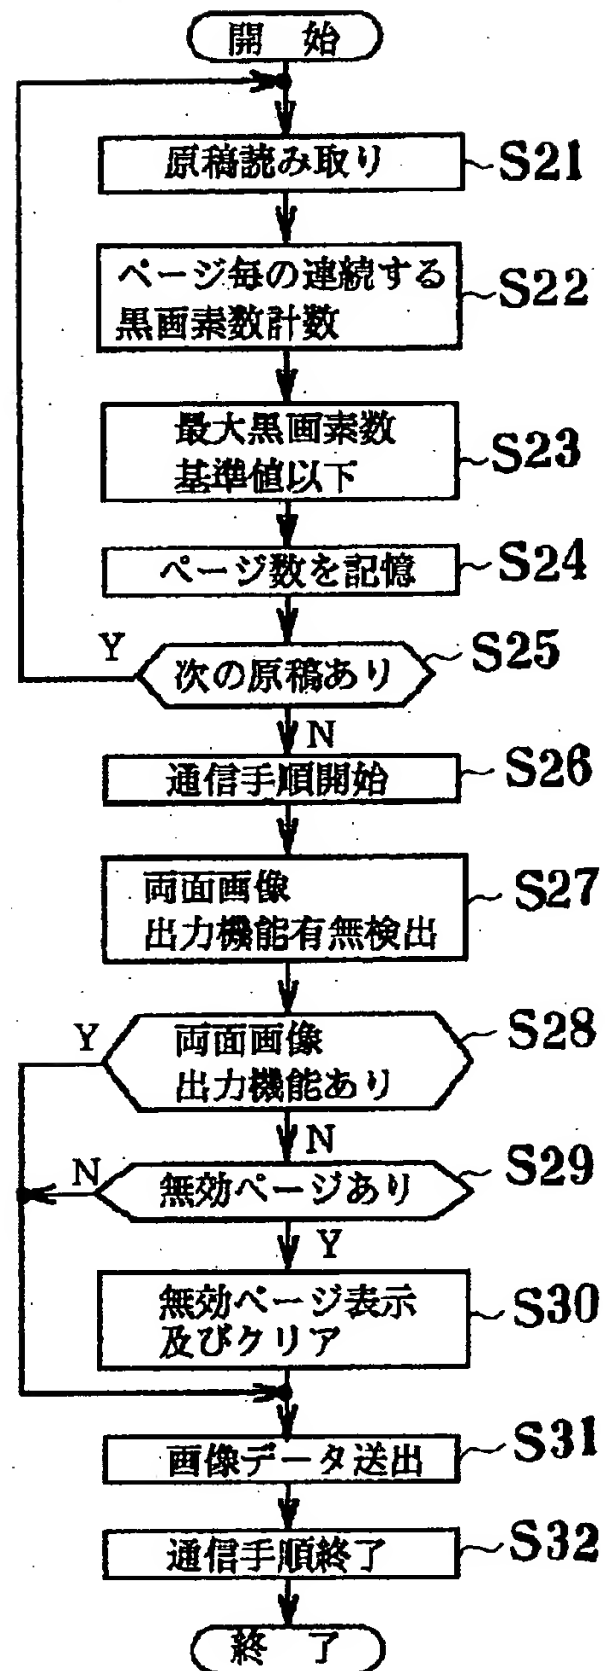 開 始
原稿読み取り
S21
ページ毎の連続する
黒画素数計数
S22
最大黒画素数
基準値以下
S23
ページ数を記憶
S24
Y
次の原稿あり
S25
N
通信手順開始
S26
両面画像
出力機能有無検出
S27
Y
両面画像
出力機能あり
S28
N
N
無効ページあり
S29
Y
無効ページ表示
及びクリア
S30
画像データ送出
S31
通信手順終了
S32
終 了